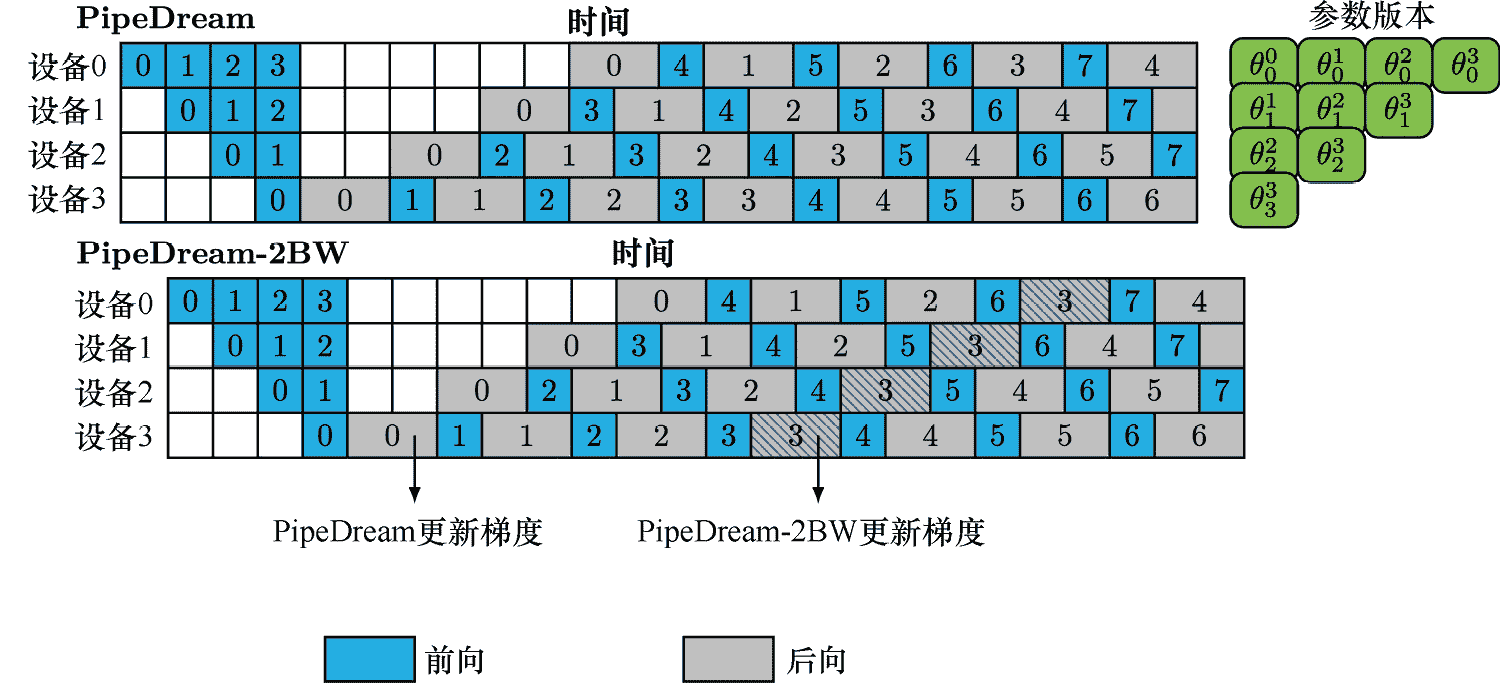 PipeDream 时间 参数版本
设备0 0 1 2 3 0 4 1 5 2 6 3 7 4 θ₀⁰ θ₀¹ θ₀² θ₀³
设备1 0 1 2 0 3 1 4 2 5 3 6 4 7 θ₁¹ θ₁² θ₁³
设备2 0 1 0 2 1 3 2 4 3 5 4 6 5 7 θ₂² θ₂³
设备3 0 0 1 1 2 2 3 3 4 4 5 5 6 6 θ₃³
PipeDream-2BW 时间
设备0 0 1 2 3 0 4 1 5 2 6 3 7 4
设备1 0 1 2 0 3 1 4 2 5 3 6 4 7
设备2 0 1 0 2 1 3 2 4 3 5 4 6 5 7
设备3 0 0 1 1 2 2 3 3 4 4 5 5 6 6
PipeDream更新梯度 PipeDream-2BW更新梯度
前向 后向